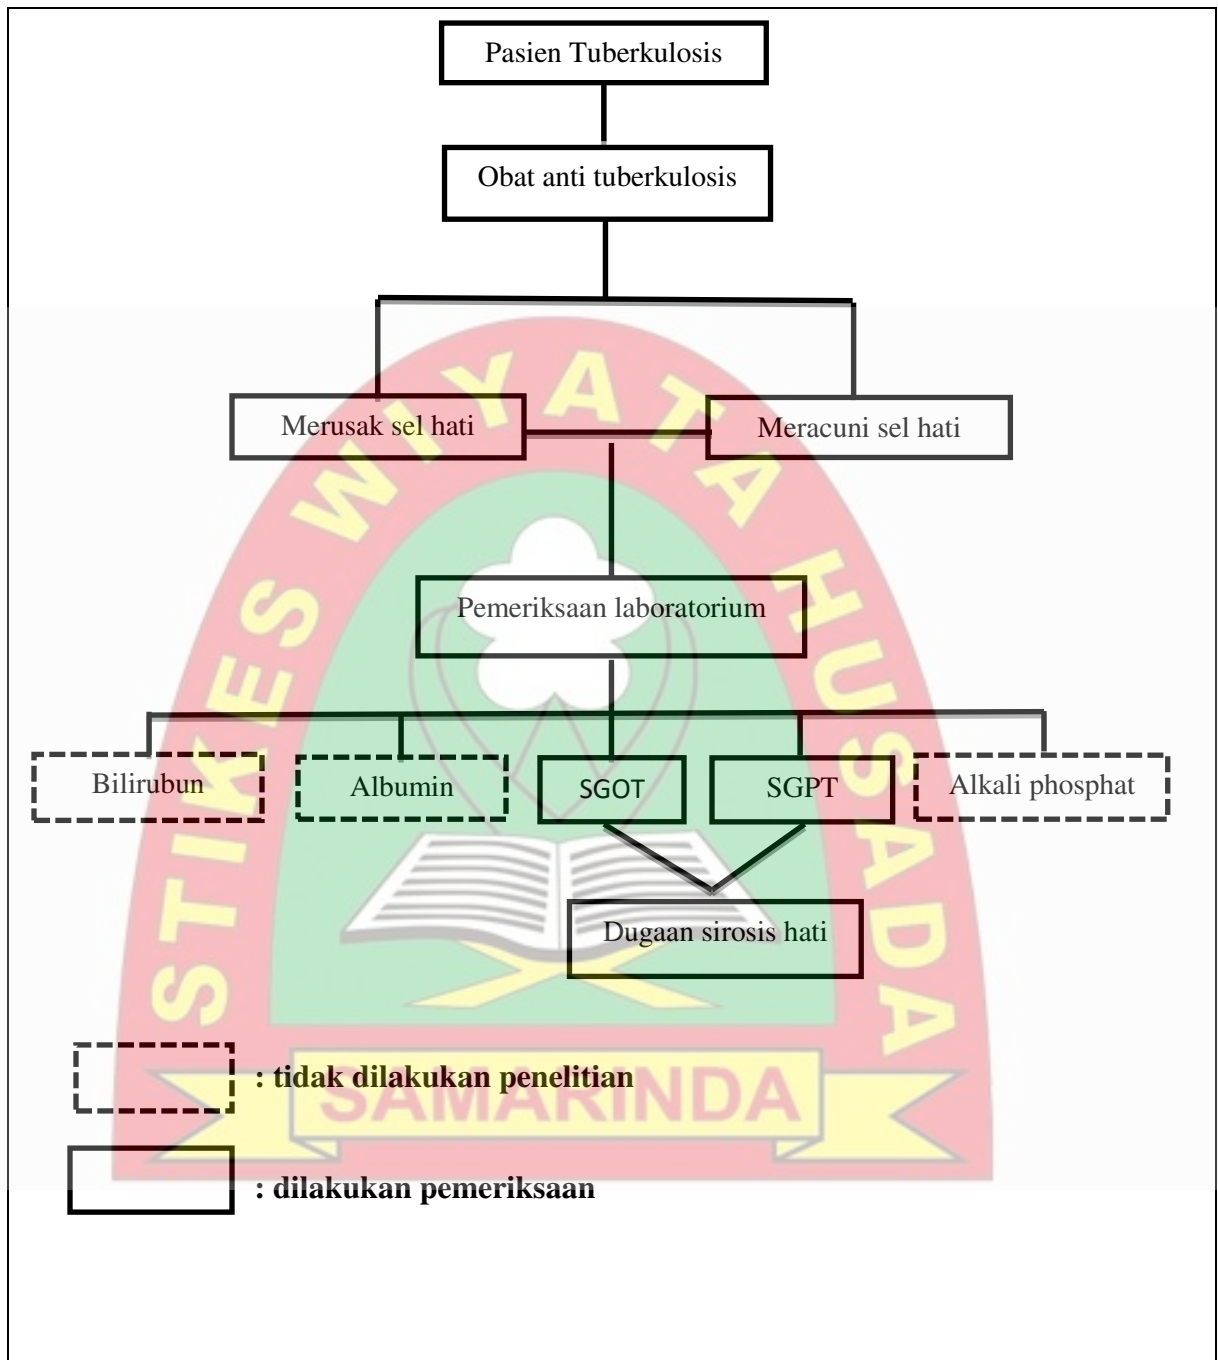 Pasien Tuberkulosis
Obat anti tuberkulosis
Merusak sel hati
Meracuni sel hati
Pemeriksaan laboratorium
Bilirubun
Albumin
SGOT
SGPT
Alkali phosphat
Dugaan sirosis hati
: tidak dilakukan penelitian
: dilakukan pemeriksaan
STIKES WIYATA HUSADA
SAMARINDA